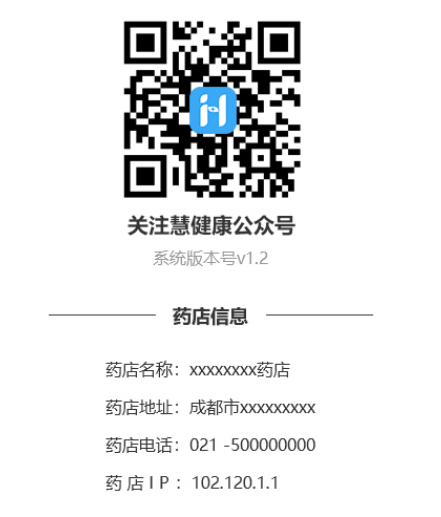 关注慧健康公众号
系统版本号v1.2
药店信息
药店名称：xxxxxxxx药店
药店地址：成都市xxxxxxxxx
药店电话：021 -500000000
药 店 I P ：102.120.1.1